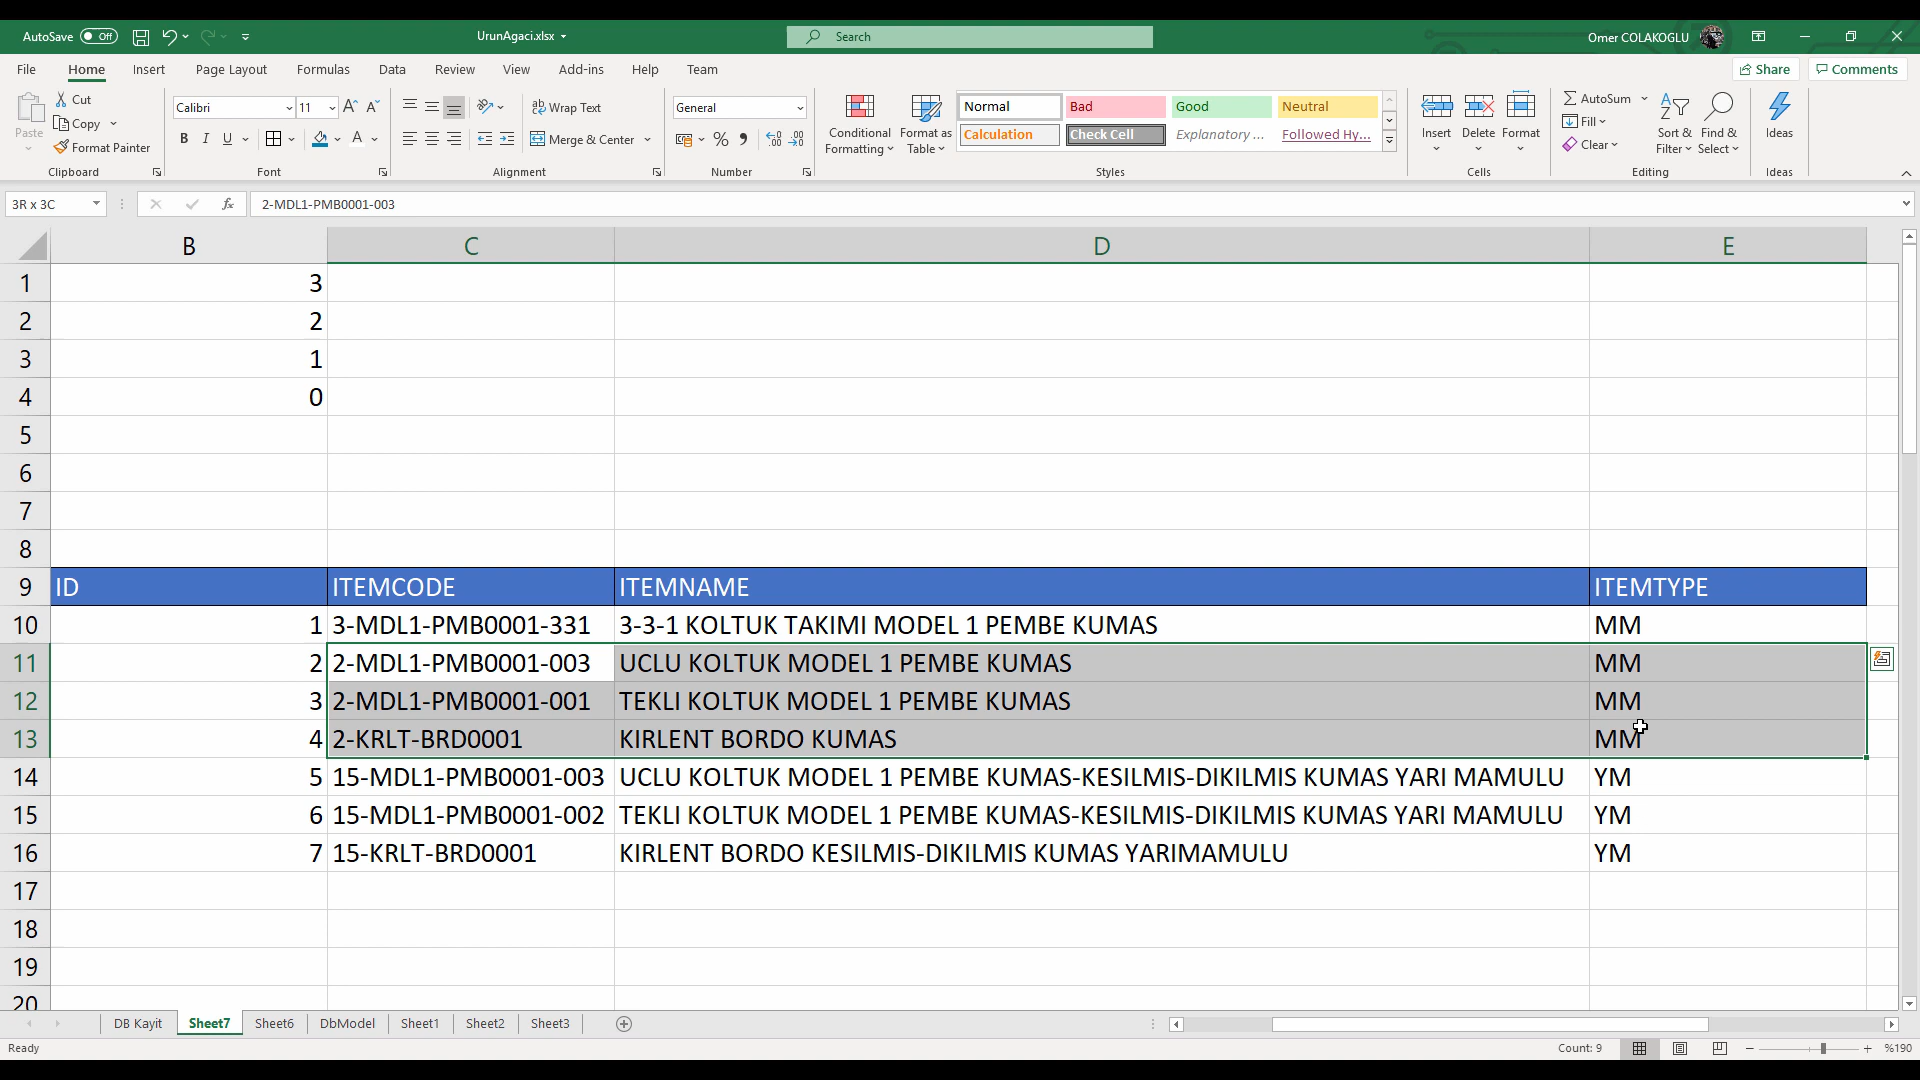 AutoSave Off UrunAgaci.xlsx Search Omer COLAKOGLU
File Home Insert Page Layout Formulas Data Review View Add-ins Help Team Share Comments
Paste Cut Copy Format Painter Clipboard
Calibri 11 B I U A Font
Wrap Text Merge & Center Alignment
General % Number
Conditional Formatting Format as Table
Normal Bad Good Neutral
Calculation Check Cell Explanatory ... Followed Hy...
Styles
Insert Delete Format Cells
AutoSum Fill Clear Sort & Filter Find & Select Editing
Ideas Ideas
3R x 3C fx 2-MDL1-PMB0001-003
B C D E
1 3
2 2
3 1
4 0
5
6
7
8
9 ID ITEMCODE ITEMNAME ITEMTYPE
10 1 3-MDL1-PMB0001-331 3-3-1 KOLTUK TAKIMI MODEL 1 PEMBE KUMAS MM
11 2 2-MDL1-PMB0001-003 UCLU KOLTUK MODEL 1 PEMBE KUMAS MM
12 3 2-MDL1-PMB0001-001 TEKLI KOLTUK MODEL 1 PEMBE KUMAS MM
13 4 2-KRLT-BRD0001 KIRLENT BORDO KUMAS MM
14 5 15-MDL1-PMB0001-003 UCLU KOLTUK MODEL 1 PEMBE KUMAS-KESILMIS-DIKILMIS KUMAS YARI MAMULU YM
15 6 15-MDL1-PMB0001-002 TEKLI KOLTUK MODEL 1 PEMBE KUMAS-KESILMIS-DIKILMIS KUMAS YARI MAMULU YM
16 7 15-KRLT-BRD0001 KIRLENT BORDO KESILMIS-DIKILMIS KUMAS YARIMAMULU YM
17
18
19
20
DB Kayit Sheet7 Sheet6 DbModel Sheet1 Sheet2 Sheet3
Ready Count: 9 %190